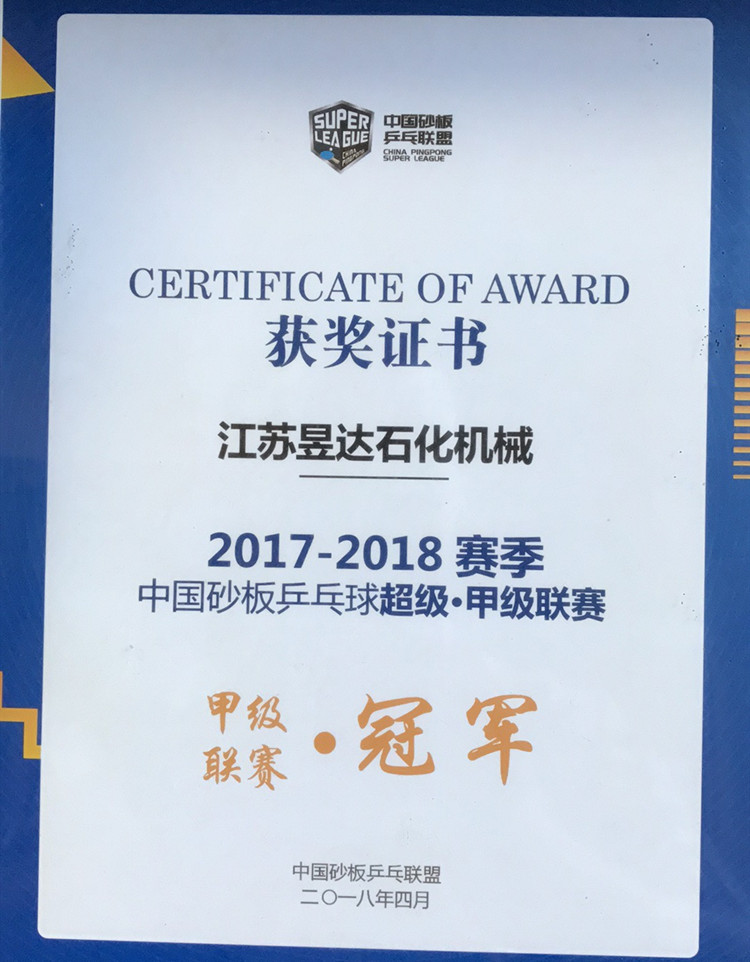 SUPER
LEAGUE
CHINA
PINGPONG
中国砂板
乒乓联盟
CHINA PINGPONG
SUPER LEAGUE
CERTIFICATE OF AWARD
获奖证书
江苏昱达石化机械
2017-2018 赛季
中国砂板乒乓球超级·甲级联赛
甲级
联赛
·冠军
中国砂板乒乓联盟
二〇一八年四月